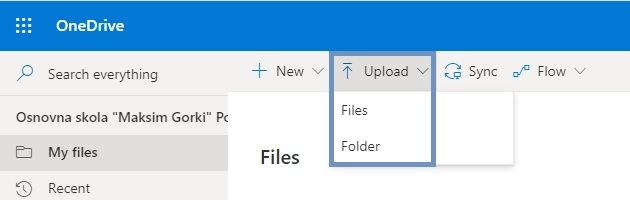 OneDrive
Search everything
New Upload Sync Flow
Osnovna skola "Maksim Gorki" Po
Files
Folder
My files
Files
Recent